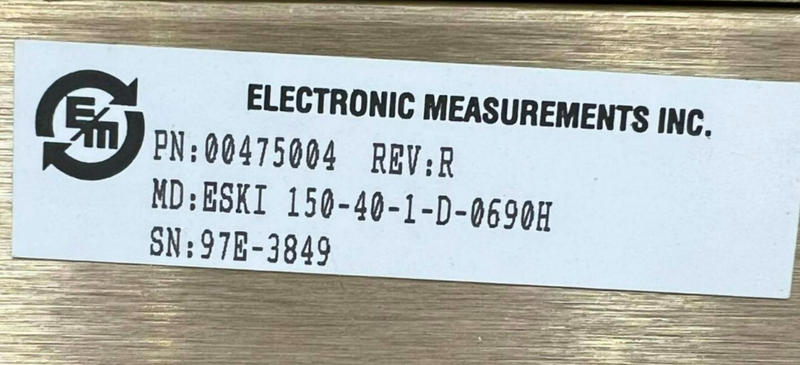 E/m
ELECTRONIC MEASUREMENTS INC.
PN:00475004 REV:R
MD:ESKI 150-40-1-D-0690H
SN:97E-3849